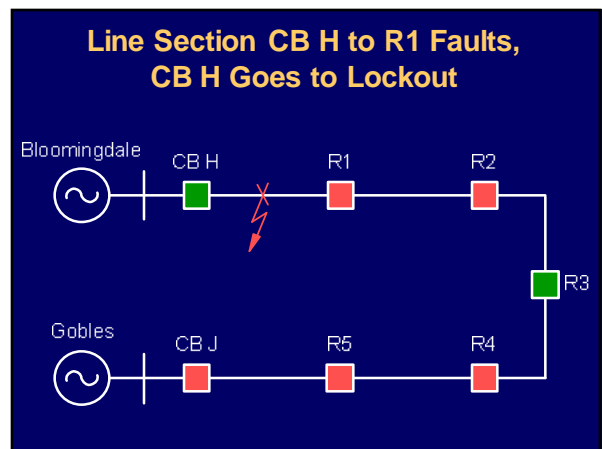 Line Section CB H to R1 Faults,
CB H Goes to Lockout
Bloomingdale
CB H
R1
R2
R3
Gobles
CB J
R5
R4